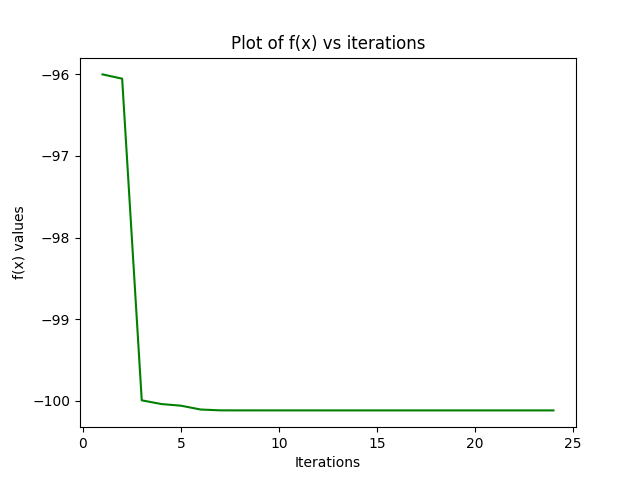 Plot of f(x) vs iterations
−96
−97
−98
−99
−100
f(x) values
0 5 10 15 20 25
Iterations